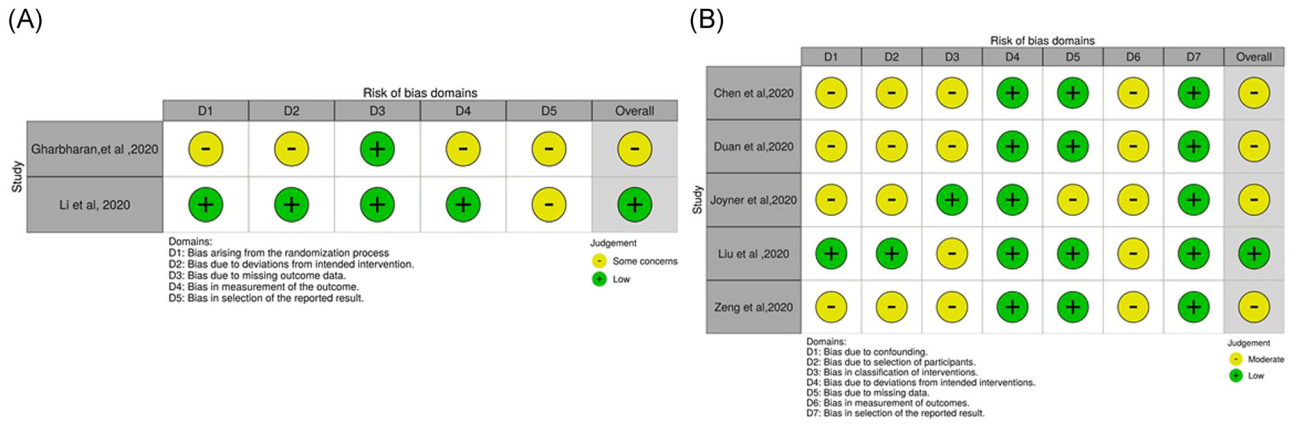 (A)
Risk of bias domains
D1 D2 D3 D4 D5 Overall
Study
Gharbharan,et al ,2020
- - + - - -
Li et al, 2020
+ + + + - +
Domains:
D1: Bias arising from the randomization process
D2: Bias due to deviations from intended intervention.
D3: Bias due to missing outcome data.
D4: Bias in measurement of the outcome.
D5: Bias in selection of the reported result.
Judgement
- Some concerns
+ Low
(B)
Risk of bias domains
D1 D2 D3 D4 D5 D6 D7 Overall
Study
Chen et al,2020
- - - + + - + -
Duan et al,2020
- - - + + - + -
Joyner et al,2020
- - + + - - + -
Liu et al ,2020
+ + - + + - + +
Zeng et al,2020
- - - + + - + -
Domains:
D1: Bias due to confounding.
D2: Bias due to selection of participants.
D3: Bias in classification of interventions.
D4: Bias due to deviations from intended interventions.
D5: Bias due to missing data.
D6: Bias in measurement of outcomes.
D7: Bias in selection of the reported result.
Judgement
- Moderate
+ Low